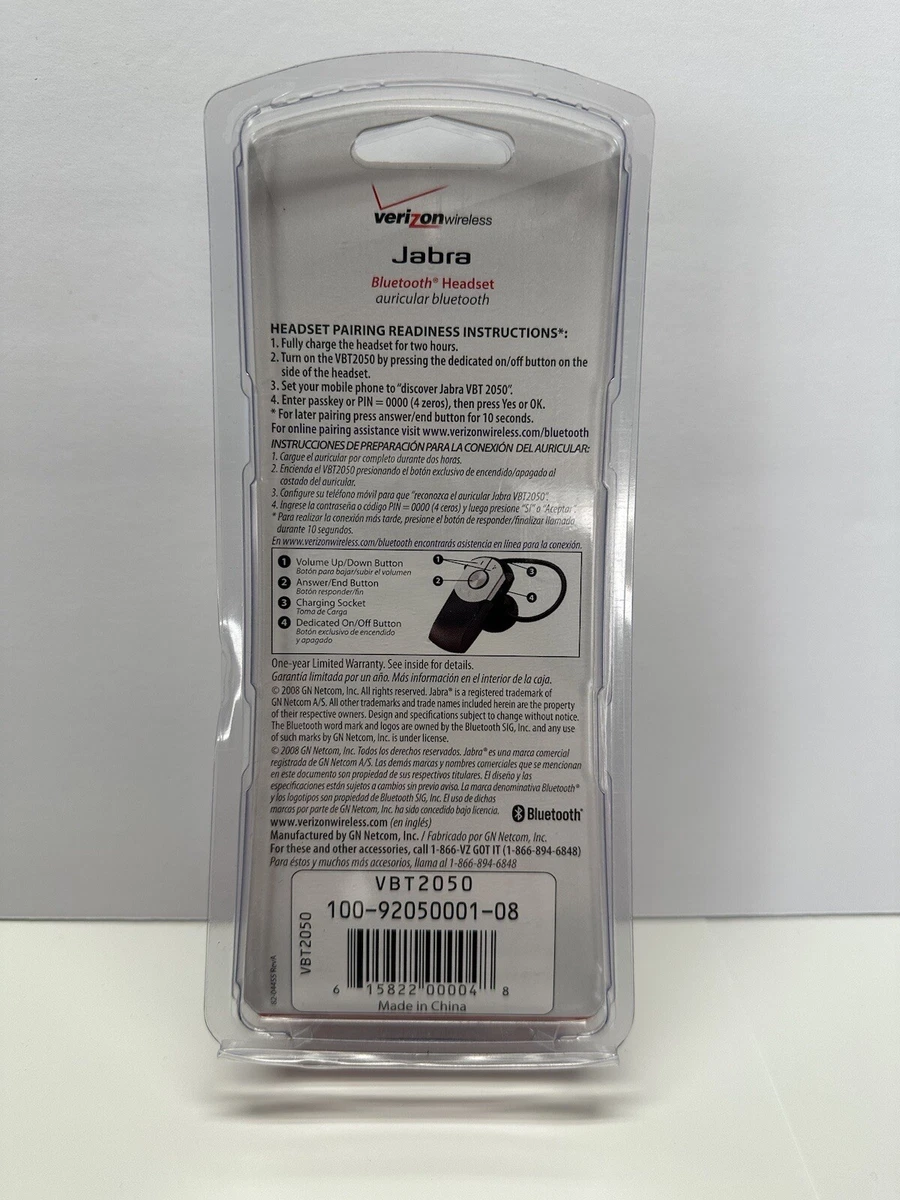 verizonwireless
Jabra
Bluetooth® Headset
auricular bluetooth
HEADSET PAIRING READINESS INSTRUCTIONS*:
1. Fully charge the headset for two hours.
2. Turn on the VBT2050 by pressing the dedicated on/off button on the
side of the headset.
3. Set your mobile phone to "discover Jabra VBT 2050".
4. Enter passkey or PIN = 0000 (4 zeros), then press Yes or OK.
* For later pairing press answer/end button for 10 seconds.
For online pairing assistance visit www.verizonwireless.com/bluetooth
INSTRUCCIONES DE PREPARACIÓN PARA LA CONEXIÓN DEL AURICULAR:
1. Cargue el auricular por completo durante dos horas.
2. Encienda el VBT2050 presionando el botón exclusivo de encendido/apagado al
costado del auricular.
3. Configure su teléfono móvil para que "reconozca el auricular Jabra VBT2050".
4. Ingrese la contraseña o código PIN = 0000 (4 ceros) y luego presione "SÍ" o "Aceptar".
* Para realizar la conexión más tarde, presione el botón de responder/finalizar llamada
durante 10 segundos.
En www.verizonwireless.com/bluetooth encontrarás asistencia en línea para la conexión.
1 Volume Up/Down Button
Botón para bajar/subir el volumen
2 Answer/End Button
Botón responder/fin
3 Charging Socket
Toma de Carga
4 Dedicated On/Off Button
Botón exclusivo de encendido
y apagado
1
2
3
4
One-year Limited Warranty. See inside for details.
Garantía limitada por un año. Más información en el interior de la caja.
© 2008 GN Netcom, Inc. All rights reserved. Jabra® is a registered trademark of
GN Netcom A/S. All other trademarks and trade names included herein are the property
of their respective owners. Design and specifications subject to change without notice.
The Bluetooth word mark and logos are owned by the Bluetooth SIG, Inc. and any use
of such marks by GN Netcom, Inc. is under license.
© 2008 GN Netcom, Inc. Todos los derechos reservados. Jabra® es una marca comercial
registrada de GN Netcom A/S. Las demás marcas y nombres comerciales que se mencionan
en este documento son propiedad de sus respectivos titulares. El diseño y las
especificaciones están sujetos a cambios sin previo aviso. La marca denominativa Bluetooth®
y los logotipos son propiedad de Bluetooth SIG, Inc. El uso de dichas
marcas por parte de GN Netcom, Inc. ha sido concedido bajo licencia.
Bluetooth®
www.verizonwireless.com (en inglés)
Manufactured by GN Netcom, Inc. / Fabricado por GN Netcom, Inc.
For these and other accessories, call 1-866-VZ GOT IT (1-866-894-6848)
Para éstos y muchos más accesorios, llama al 1-866-894-6848
VBT2050
100-92050001-08
VBT2050
6 15822 00004 8
Made in China
82-04455 RevA